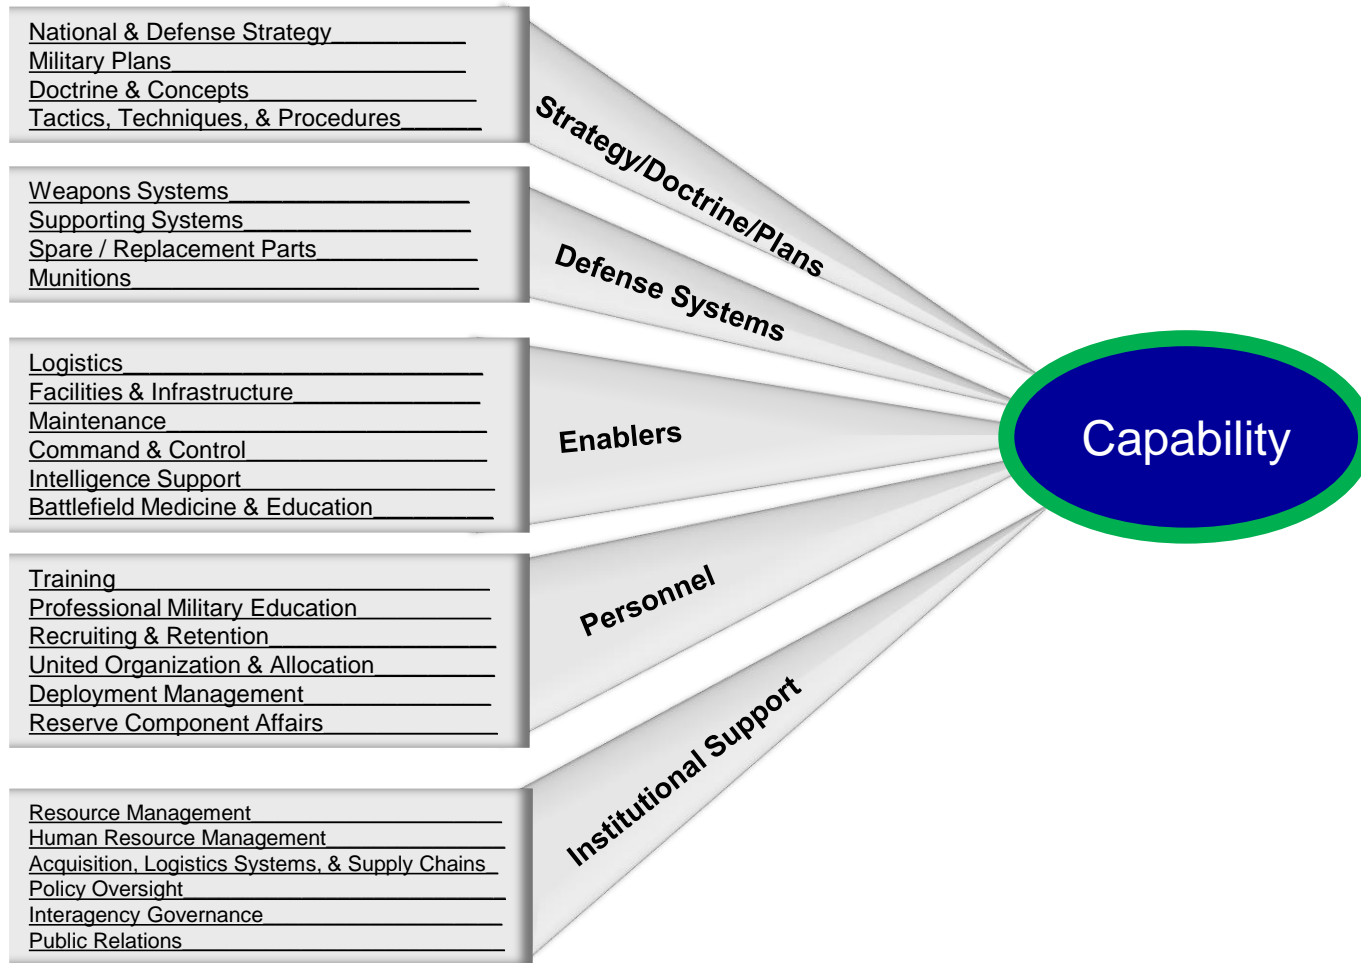 National & Defense Strategy
Military Plans
Doctrine & Concepts
Tactics, Techniques, & Procedures
Strategy/Doctrine/Plans
Weapons Systems
Supporting Systems
Spare / Replacement Parts
Munitions
Defense Systems
Logistics
Facilities & Infrastructure
Maintenance
Command & Control
Intelligence Support
Battlefield Medicine & Education
Enablers
Capability
Training
Professional Military Education
Recruiting & Retention
United Organization & Allocation
Deployment Management
Reserve Component Affairs
Personnel
Resource Management
Human Resource Management
Acquisition, Logistics Systems, & Supply Chains
Policy Oversight
Interagency Governance
Public Relations
Institutional Support